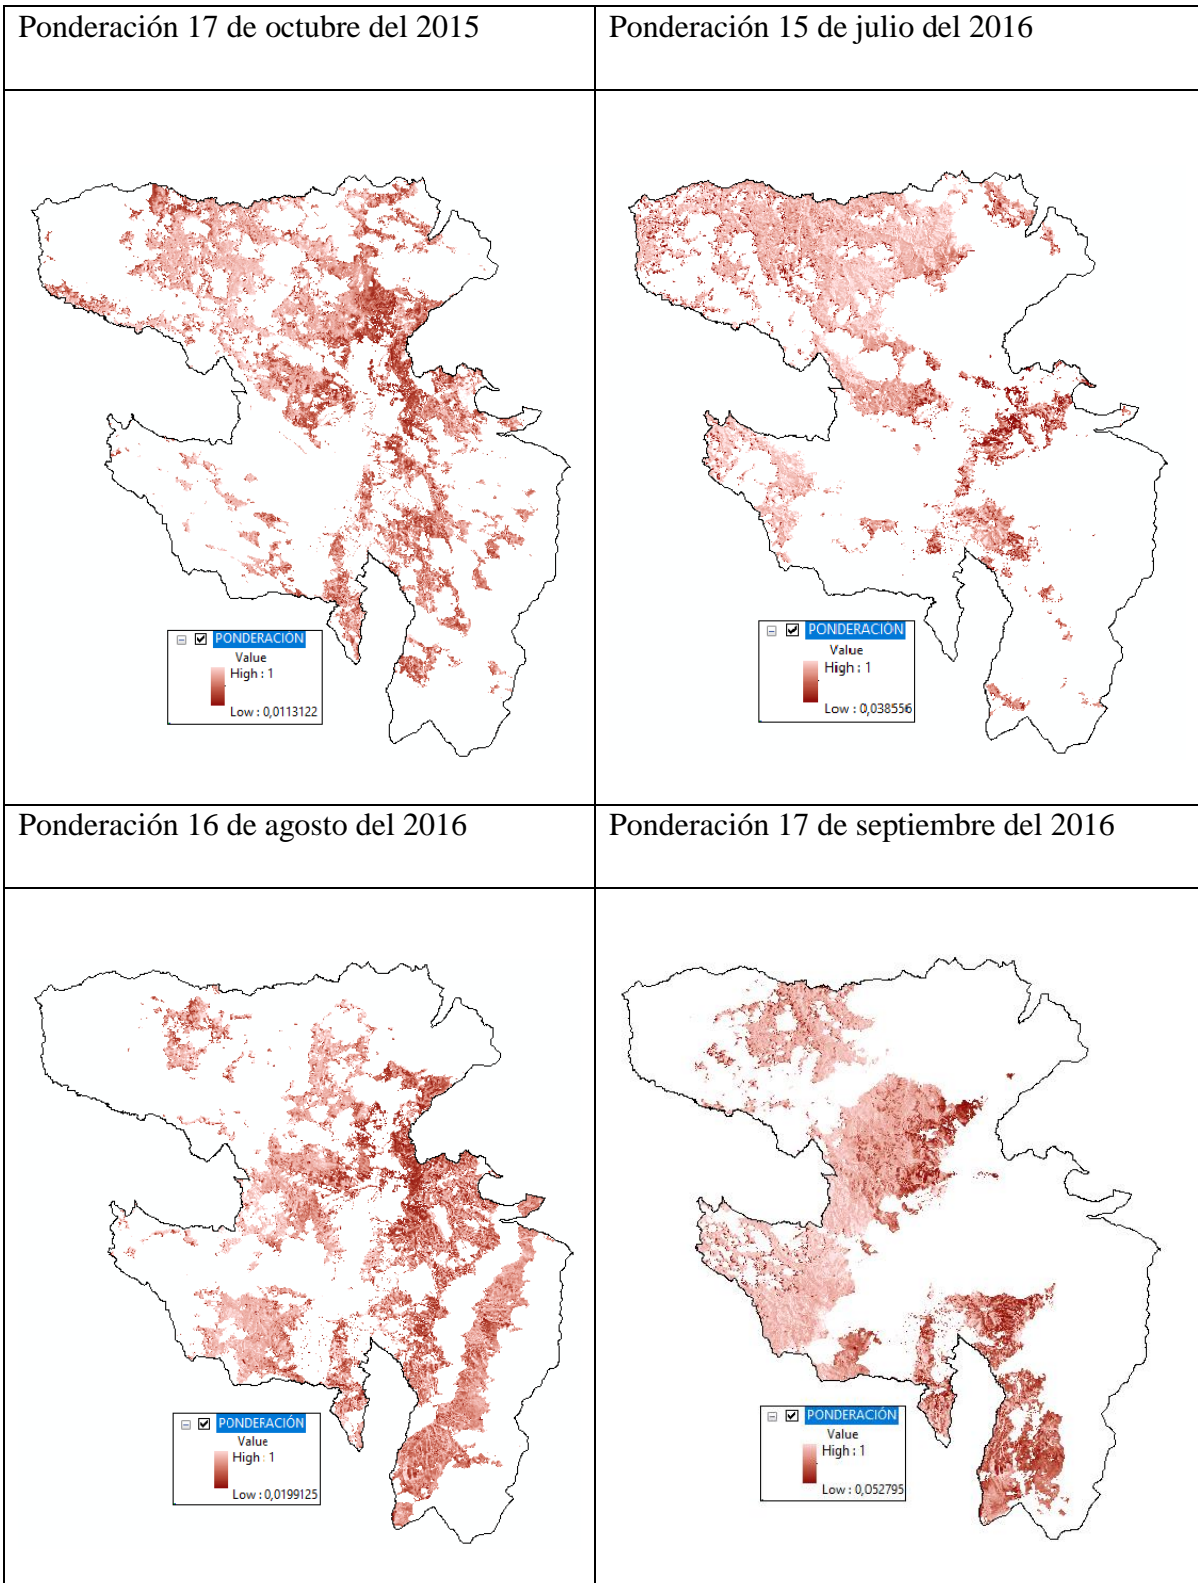 Ponderación 17 de octubre del 2015
Ponderación 15 de julio del 2016
PONDERACIÓN
Value
High : 1
Low : 0,0113122
PONDERACIÓN
Value
High : 1
Low : 0,038556
Ponderación 16 de agosto del 2016
Ponderación 17 de septiembre del 2016
PONDERACIÓN
Value
High : 1
Low : 0,0199125
PONDERACIÓN
Value
High : 1
Low : 0,052795